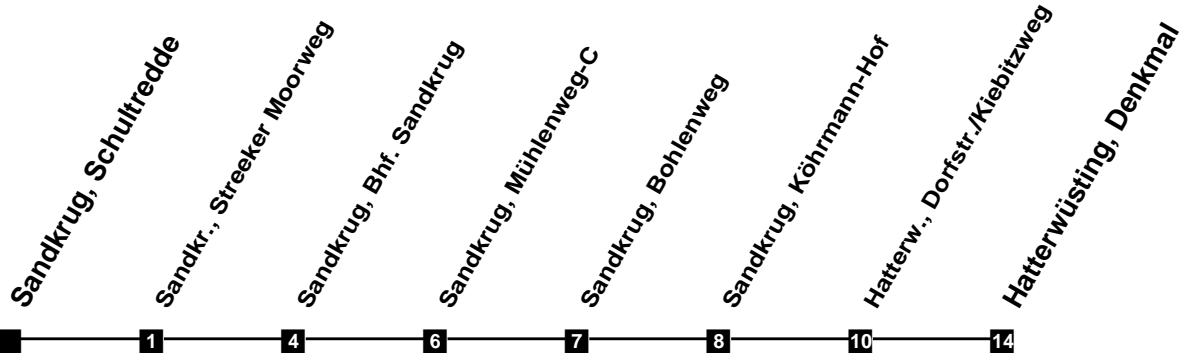 Sandkrug, Schultredde
Sandkr., Streeker Moorweg
Sandkrug, Bhf. Sandkrug
Sandkrug, Mühlenweg-C
Sandkrug, Bohlenweg
Sandkrug, Köhrmann-Hof
Hatterw., Dorfstr./Kiebitzweg
Hatterwüsting, Denkmal
1 4 6 7 8 10 14